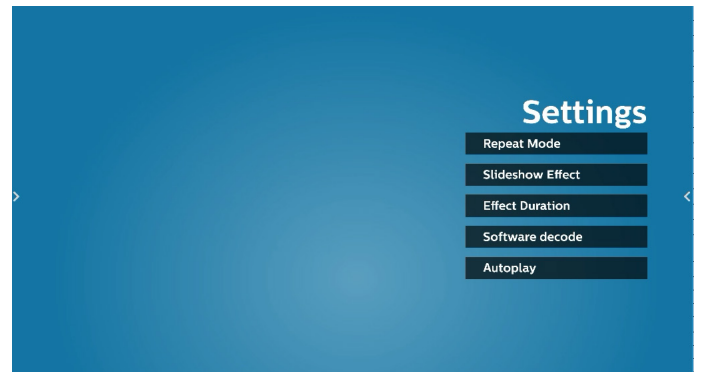 Settings
Repeat Mode
Slideshow Effect
Effect Duration
Software decode
Autoplay